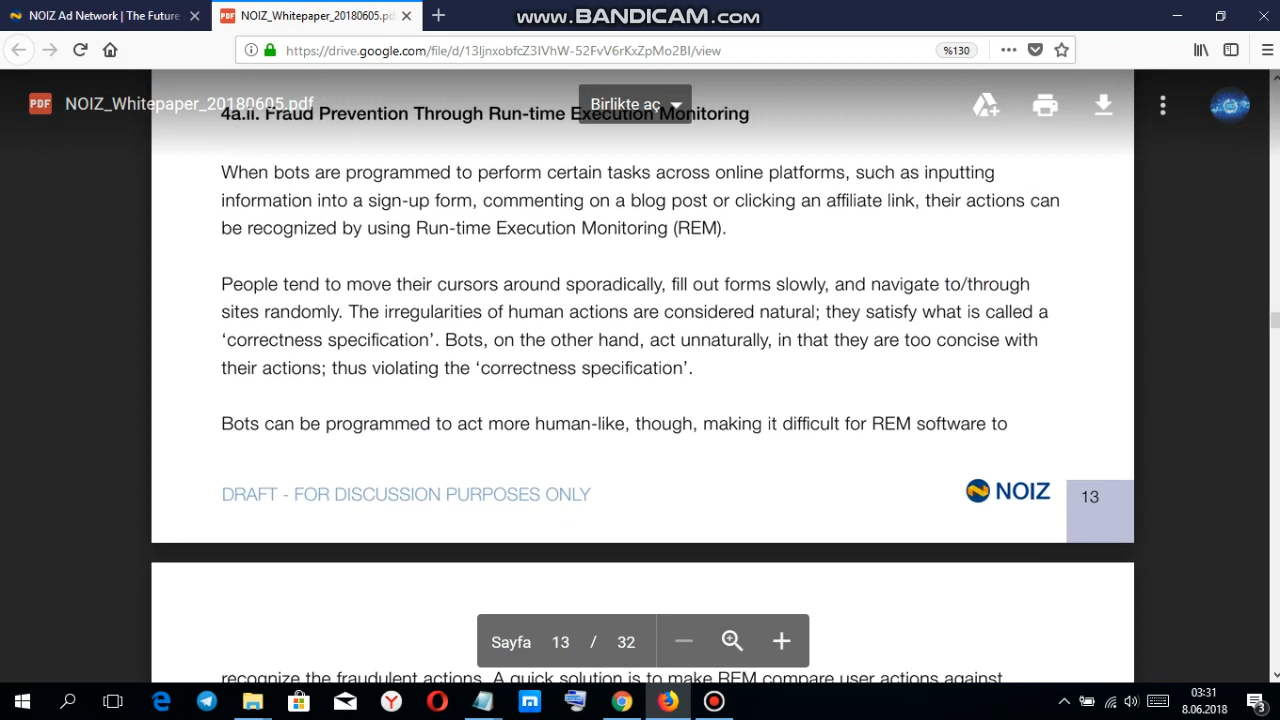 NOIZ Ad Network | The Future
NOIZ_Whitepaper_20180605.pd
www.BANDICAM.com
https://drive.google.com/file/d/13ljnxobfcZ3IVhW-52FvV6rKxZpMo2BI/view
%130
PDF NOIZ_Whitepaper_20180605.pdf
Birlikte aç
4a.ii. Fraud Prevention Through Run-time Execution Monitoring
When bots are programmed to perform certain tasks across online platforms, such as inputting
information into a sign-up form, commenting on a blog post or clicking an affiliate link, their actions can
be recognized by using Run-time Execution Monitoring (REM).
People tend to move their cursors around sporadically, fill out forms slowly, and navigate to/through
sites randomly. The irregularities of human actions are considered natural; they satisfy what is called a
‘correctness specification’. Bots, on the other hand, act unnaturally, in that they are too concise with
their actions; thus violating the ‘correctness specification’.
Bots can be programmed to act more human-like, though, making it difficult for REM software to
DRAFT - FOR DISCUSSION PURPOSES ONLY
NOIZ
13
Sayfa 13 / 32
recognize the fraudulent actions. A quick solution is to make REM compare user actions against
03:31
8.06.2018
3